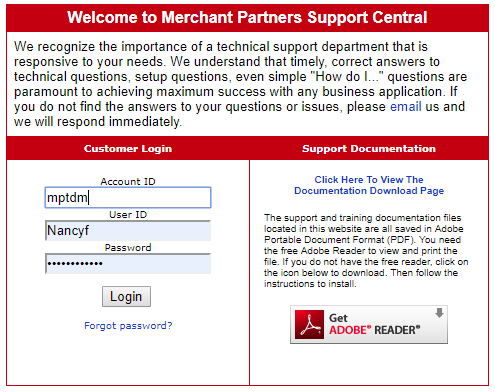 Welcome to Merchant Partners Support Central
We recognize the importance of a technical support department that is
responsive to your needs. We understand that timely, correct answers to
technical questions, setup questions, even simple "How do I..." questions are
paramount to achieving maximum success with any business application. If
you do not find the answers to your questions or issues, please email us and
we will respond immediately.
Customer Login
Account ID
mptdm
User ID
Nancyf
Password
••••••••••••
Login
Forgot password?
Support Documentation
Click Here To View The
Documentation Download Page
The support and training documentation files
located in this website are all saved in Adobe
Portable Document Format (PDF). You need
the free Adobe Reader to view and print the
file. If you do not have the free reader, click on
the icon below to download. Then follow the
instructions to install.
Get
ADOBE® READER®